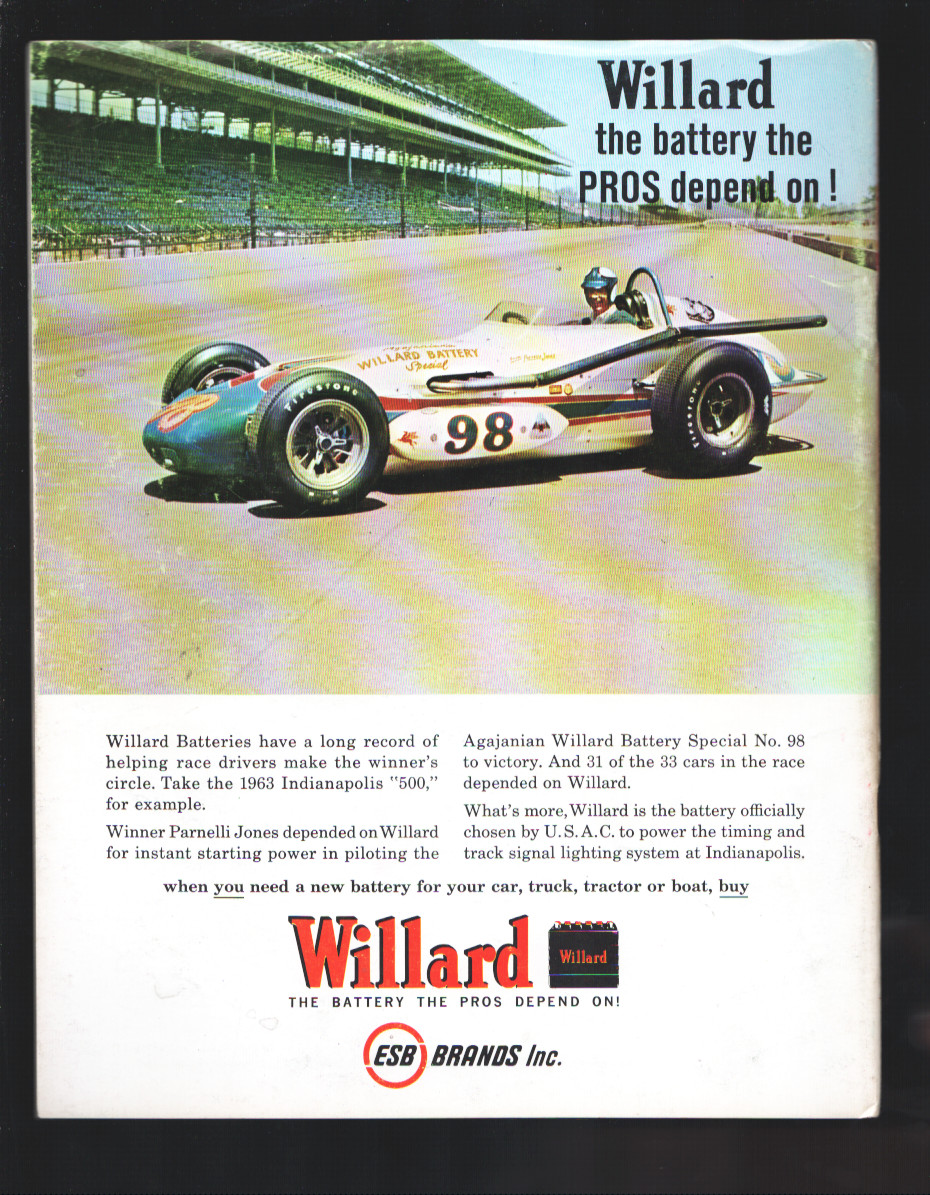 Willard
the battery the
PROS depend on!
WILLARD BATTERY
Special
FIRESTONE
98
FIRESTONE
Willard Batteries have a long record of
helping race drivers make the winner's
circle. Take the 1963 Indianapolis "500,"
for example.
Winner Parnelli Jones depended on Willard
for instant starting power in piloting the
Agajanian Willard Battery Special No. 98
to victory. And 31 of the 33 cars in the race
depended on Willard.
What's more, Willard is the battery officially
chosen by U.S.A.C. to power the timing and
track signal lighting system at Indianapolis.
when you need a new battery for your car, truck, tractor or boat, buy
Willard
Willard
THE BATTERY THE PROS DEPEND ON!
ESB BRANDS Inc.